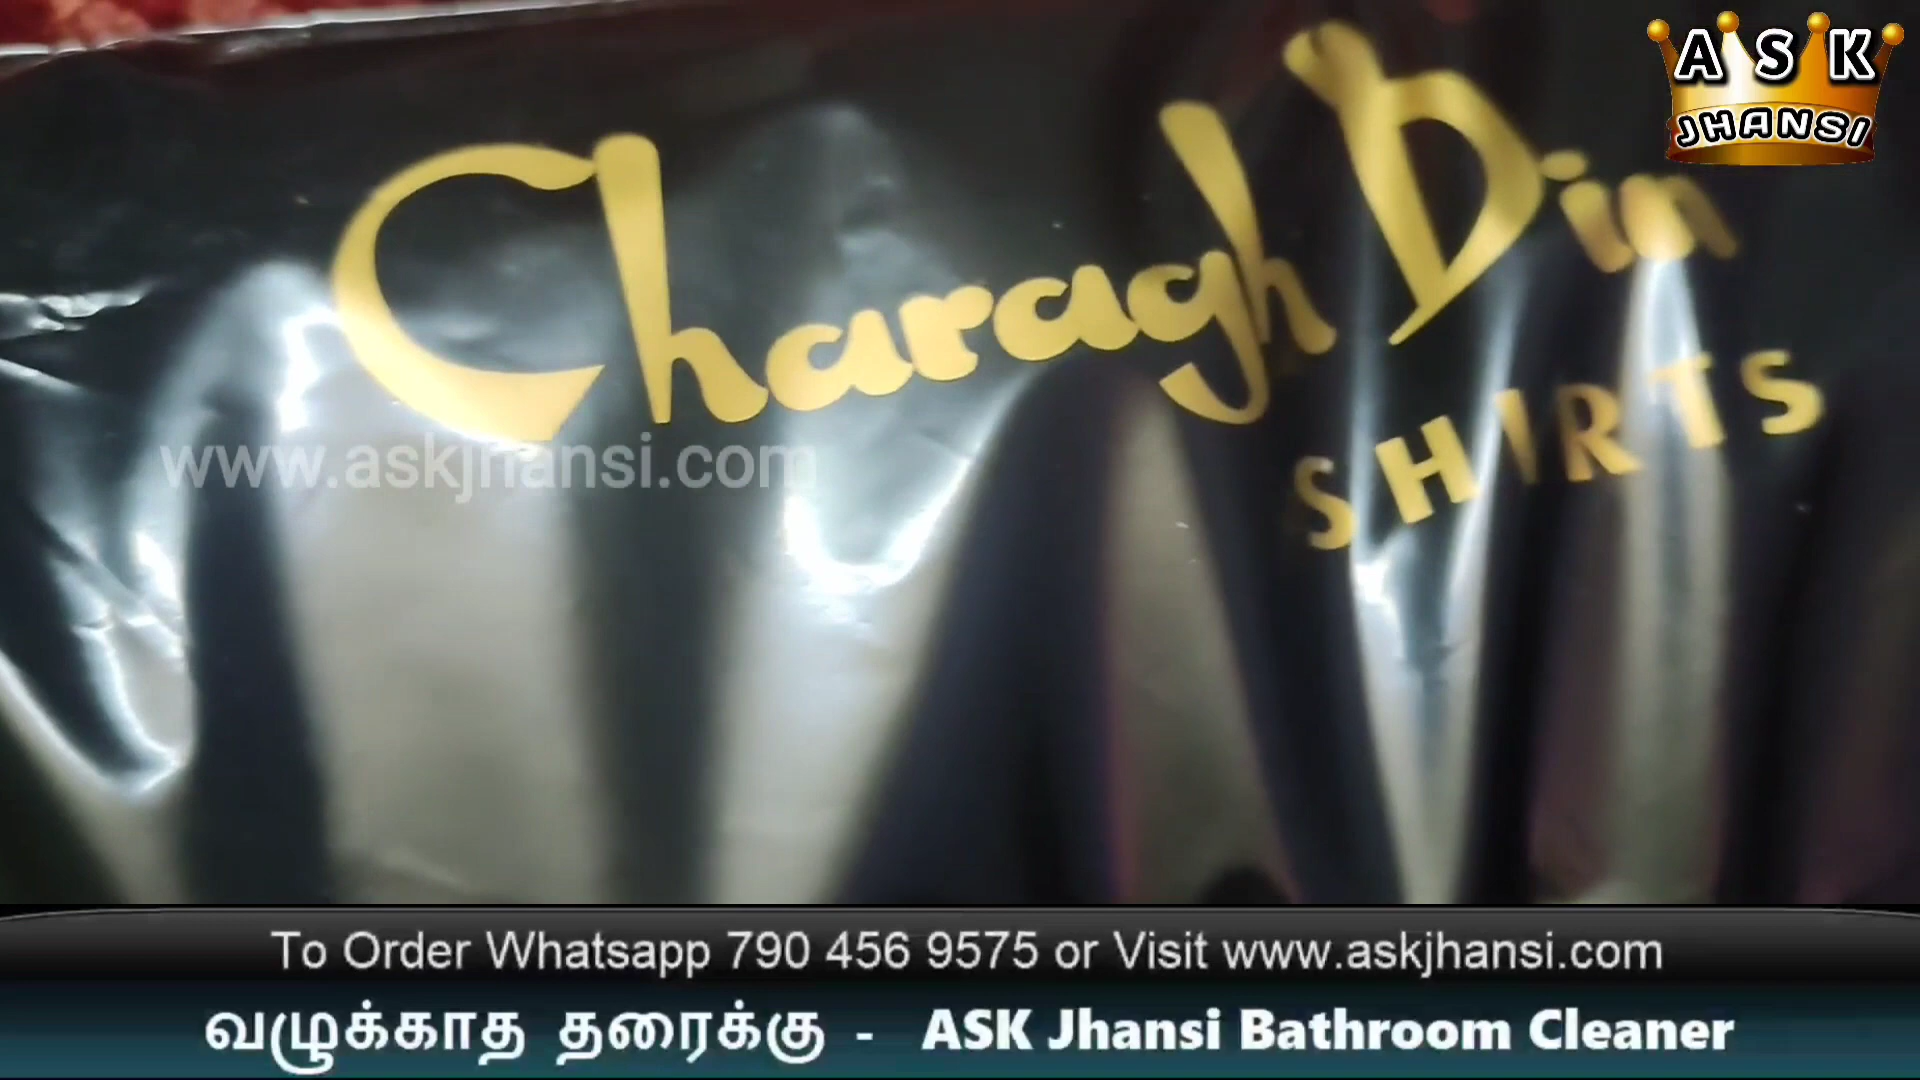 A S K
JHANSI
Charagh Din
SHIRTS
www.askjhansi.com
To Order Whatsapp 790 456 9575 or Visit www.askjhansi.com
வழுக்காத தரைக்கு - ASK Jhansi Bathroom Cleaner